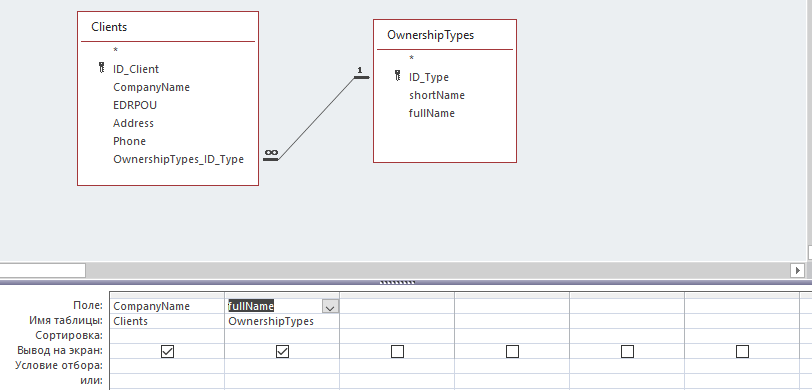 Clients
*
ID_Client
CompanyName
EDRPOU
Address
Phone
OwnershipTypes_ID_Type
∞
1
OwnershipTypes
*
ID_Type
shortName
fullName
Поле: CompanyName fullName
Имя таблицы: Clients OwnershipTypes
Сортировка:
Вывод на экран:
Условие отбора:
или: